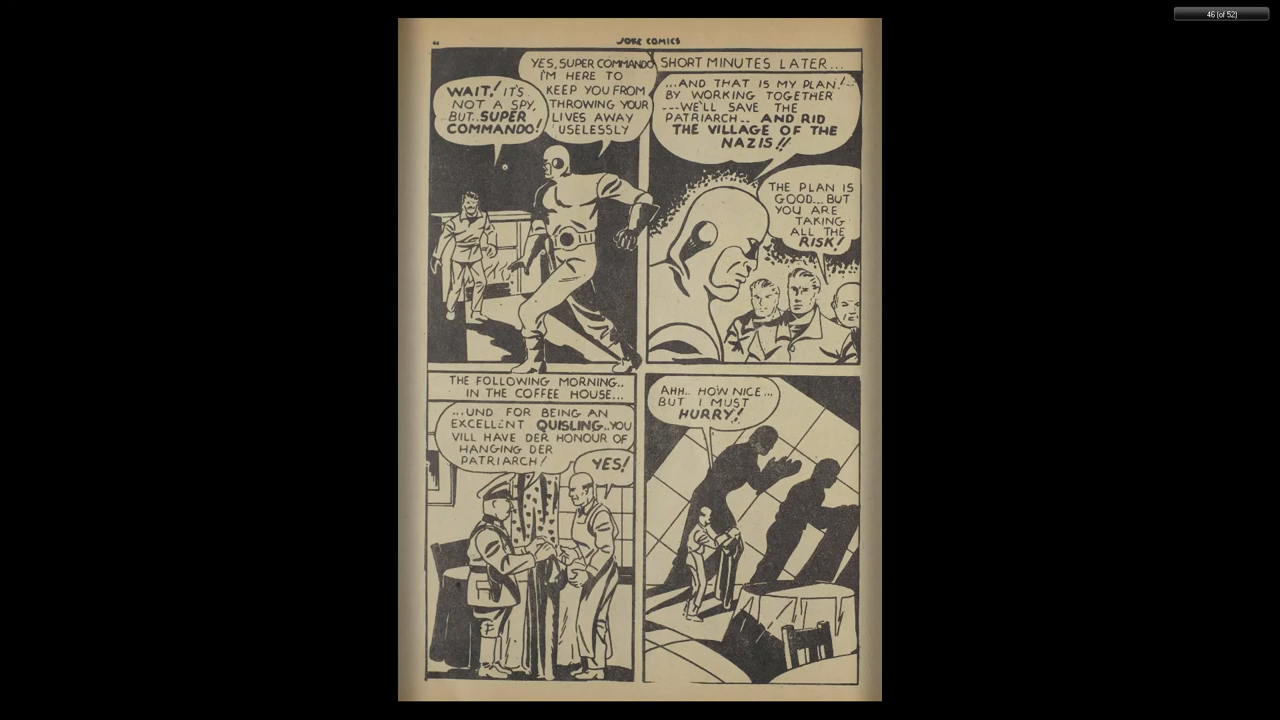 46 (of 52)
44
JOKE COMICS
WAIT! IT'S
NOT A SPY,
BUT..SUPER
COMMANDO!
YES, SUPER COMMANDO
I'M HERE TO
KEEP YOU FROM
THROWING YOUR
LIVES AWAY
USELESSLY
SHORT MINUTES LATER...
...AND THAT IS MY PLAN!..
BY WORKING TOGETHER
---WE'LL SAVE THE
PATRIARCH... AND RID
THE VILLAGE OF THE
NAZIS!!
THE PLAN IS
GOOD...BUT
YOU ARE
TAKING
ALL THE
RISK!
THE FOLLOWING MORNING..
IN THE COFFEE HOUSE...
...UND FOR BEING AN
EXCELLENT QUISLING..YOU
VILL HAVE DER HONOUR OF
HANGING DER
PATRIARCH!
YES!
AHH.. HOW NICE...
BUT I MUST
HURRY!